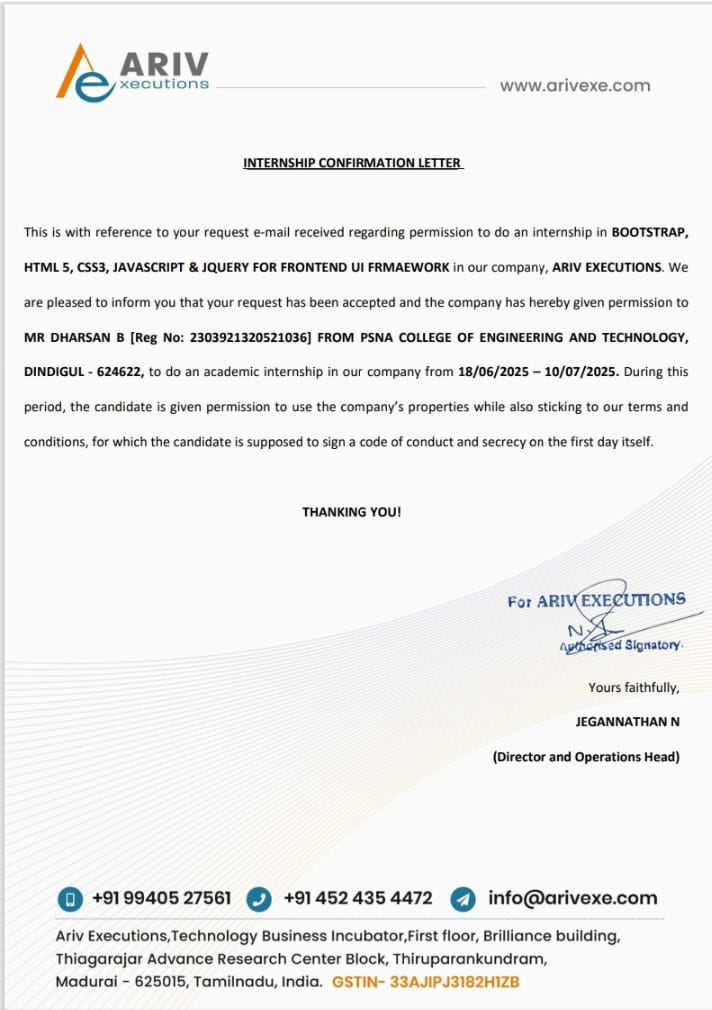 ARIV
xecutions
www.arivexe.com
INTERNSHIP CONFIRMATION LETTER
This is with reference to your request e-mail received regarding permission to do an internship in BOOTSTRAP,
HTML 5, CSS3, JAVASCRIPT & JQUERY FOR FRONTEND UI FRMAEWORK in our company, ARIV EXECUTIONS. We
are pleased to inform you that your request has been accepted and the company has hereby given permission to
MR DHARSAN B [Reg No: 2303921320521036] FROM PSNA COLLEGE OF ENGINEERING AND TECHNOLOGY,
DINDIGUL - 624622, to do an academic internship in our company from 18/06/2025 – 10/07/2025. During this
period, the candidate is given permission to use the company’s properties while also sticking to our terms and
conditions, for which the candidate is supposed to sign a code of conduct and secrecy on the first day itself.
THANKING YOU!
For ARIV EXECUTIONS
N.J
Authorised Signatory.
Yours faithfully,
JEGANNATHAN N
(Director and Operations Head)
+91 99405 27561 +91 452 435 4472 info@arivexe.com
Ariv Executions,Technology Business Incubator,First floor, Brilliance building,
Thiagarajar Advance Research Center Block, Thiruparankundram,
Madurai - 625015, Tamilnadu, India. GSTIN- 33AJIPJ3182H1ZB